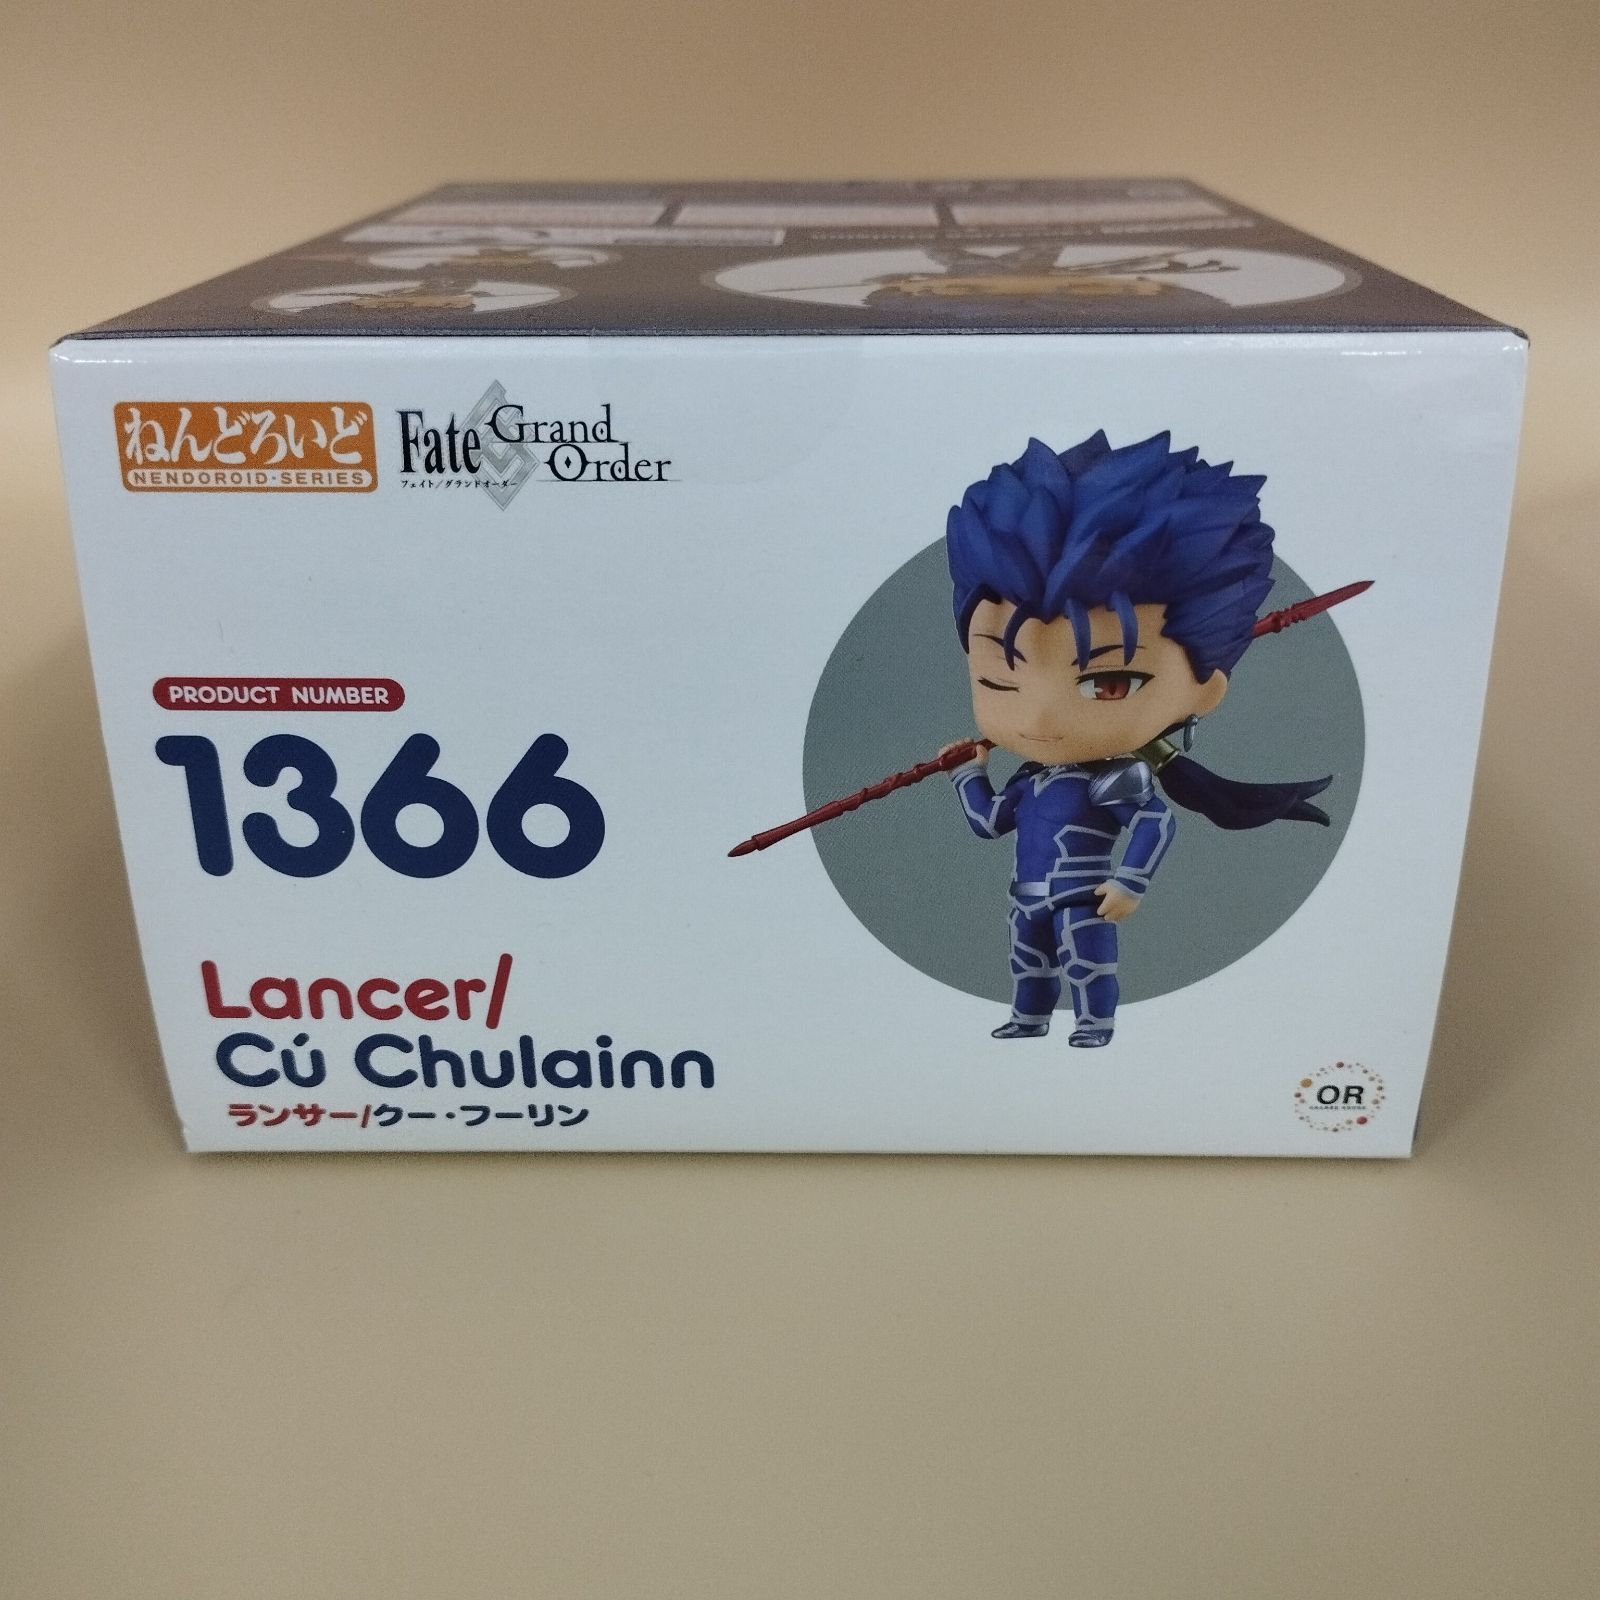 ねんどろいど
NENDOROID·SERIES
Fate
Grand
Order
フェイト/グランドオーダー
PRODUCT NUMBER
1366
Lancer/
Cú Chulainn
ランサー/クー・フーリン
OR